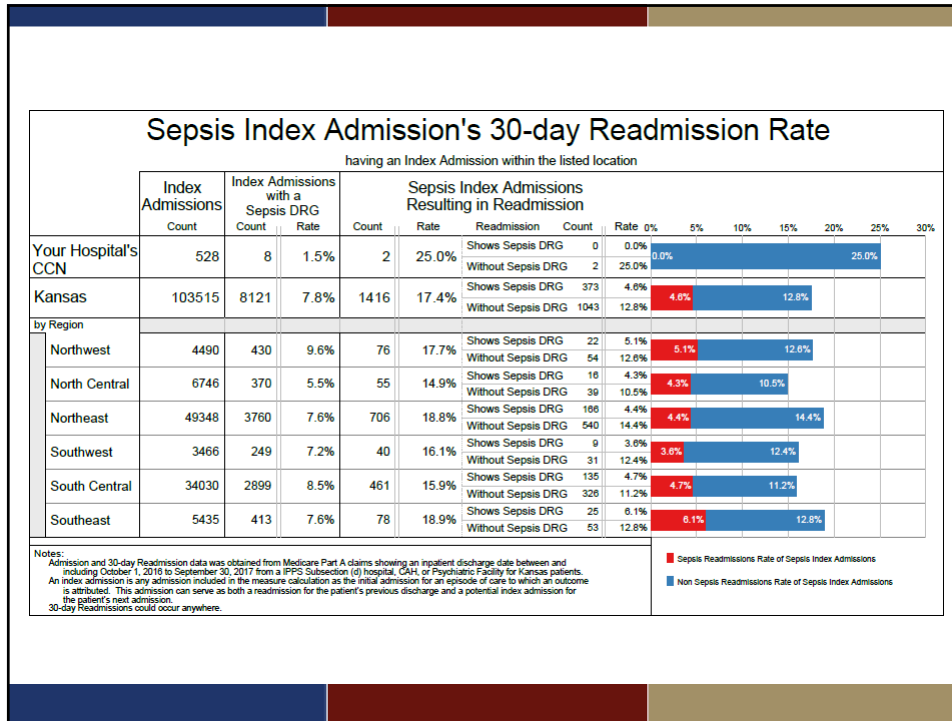 Sepsis Index Admission's 30-day Readmission Rate
having an Index Admission within the listed location
Index Admissions
Index Admissions with a Sepsis DRG
Sepsis Index Admissions Resulting in Readmission
Count Count Rate Count Rate Readmission Count Rate 0% 5% 10% 15% 20% 25% 30%
Your Hospital's CCN 528 8 1.5% 2 25.0%
Shows Sepsis DRG 0 0.0%
Without Sepsis DRG 2 25.0%
0.0% 25.0%
Kansas 103515 8121 7.8% 1416 17.4%
Shows Sepsis DRG 373 4.6%
Without Sepsis DRG 1043 12.8%
4.6% 12.8%
by Region
Northwest 4490 430 9.6% 76 17.7%
Shows Sepsis DRG 22 5.1%
Without Sepsis DRG 54 12.6%
5.1% 12.6%
North Central 6746 370 5.5% 55 14.9%
Shows Sepsis DRG 16 4.3%
Without Sepsis DRG 39 10.5%
4.3% 10.5%
Northeast 49348 3760 7.6% 706 18.8%
Shows Sepsis DRG 166 4.4%
Without Sepsis DRG 540 14.4%
4.4% 14.4%
Southwest 3466 249 7.2% 40 16.1%
Shows Sepsis DRG 9 3.6%
Without Sepsis DRG 31 12.4%
3.6% 12.4%
South Central 34030 2899 8.5% 461 15.9%
Shows Sepsis DRG 135 4.7%
Without Sepsis DRG 326 11.2%
4.7% 11.2%
Southeast 5435 413 7.6% 78 18.9%
Shows Sepsis DRG 25 6.1%
Without Sepsis DRG 53 12.8%
6.1% 12.8%
Notes:
Admission and 30-day Readmission data was obtained from Medicare Part A claims showing an inpatient discharge date between and
including October 1, 2016 to September 30, 2017 from a IPPS Subsection (d) hospital, CAH, or Psychiatric Facility for Kansas patients.
An index admission is any admission included in the measure calculation as the initial admission for an episode of care to which an outcome
is attributed. This admission can serve as both a readmission for the patient's previous discharge and a potential index admission for
the patient's next admission.
30-day Readmissions could occur anywhere.
Sepsis Readmissions Rate of Sepsis Index Admissions
Non Sepsis Readmissions Rate of Sepsis Index Admissions